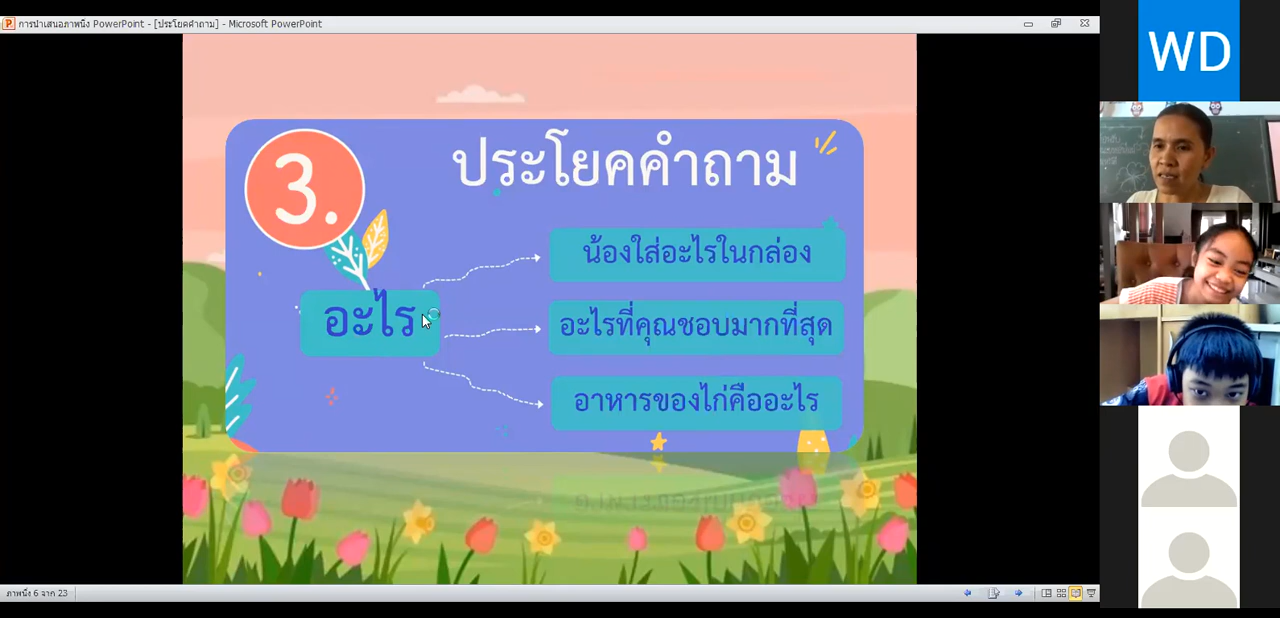 การนำเสนอภาพนิ่ง PowerPoint - [ประโยคคำถาม] - Microsoft PowerPoint
WD
3.
ประโยคคำถาม
อะไร
น้องใส่อะไรในกล่อง
อะไรที่คุณชอบมากที่สุด
อาหารของไก่คืออะไร
ภาพนิ่ง 6 จาก 23